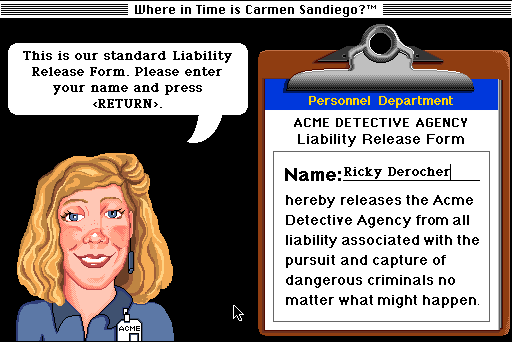 Where in Time is Carmen Sandiego?™
This is our standard Liability
Release Form. Please enter
your name and press
<RETURN>.
Personnel Department
ACME DETECTIVE AGENCY
Liability Release Form
Name: Ricky Derocher
hereby releases the Acme
Detective Agency from all
liability associated with the
pursuit and capture of
dangerous criminals no
matter what might happen.
ACME